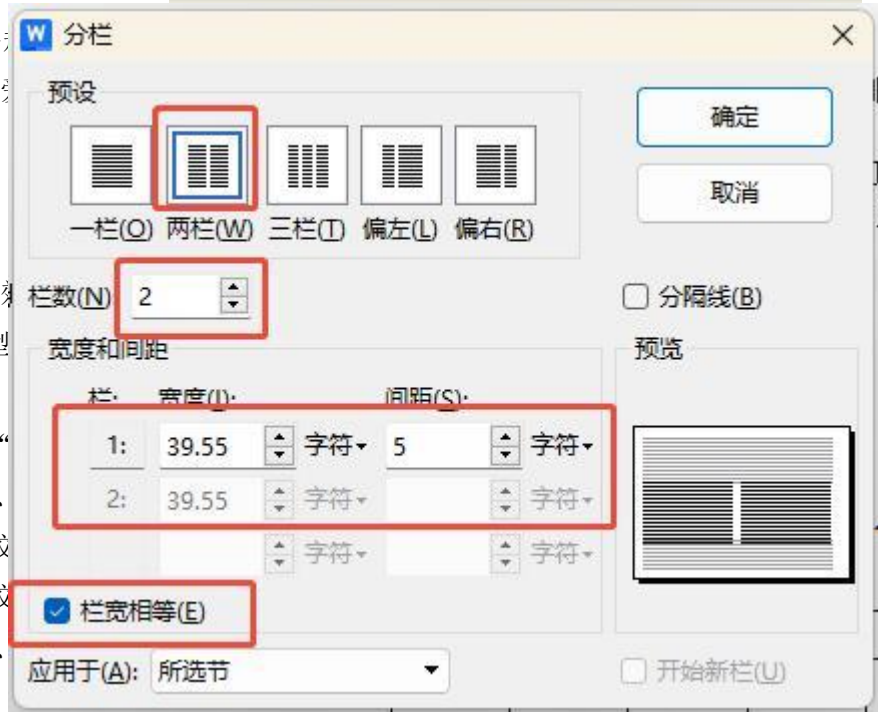 W 分栏
预设
确定
取消
一栏(O) 两栏(W) 三栏(T) 偏左(L) 偏右(R)
栏数(N) 2
分隔线(B)
宽度和间距
预览
栏: 宽度(I): 间距(S):
1: 39.55 字符 5 字符
2: 39.55 字符 字符
字符 字符
栏宽相等(E)
应用于(A): 所选节
开始新栏(U)